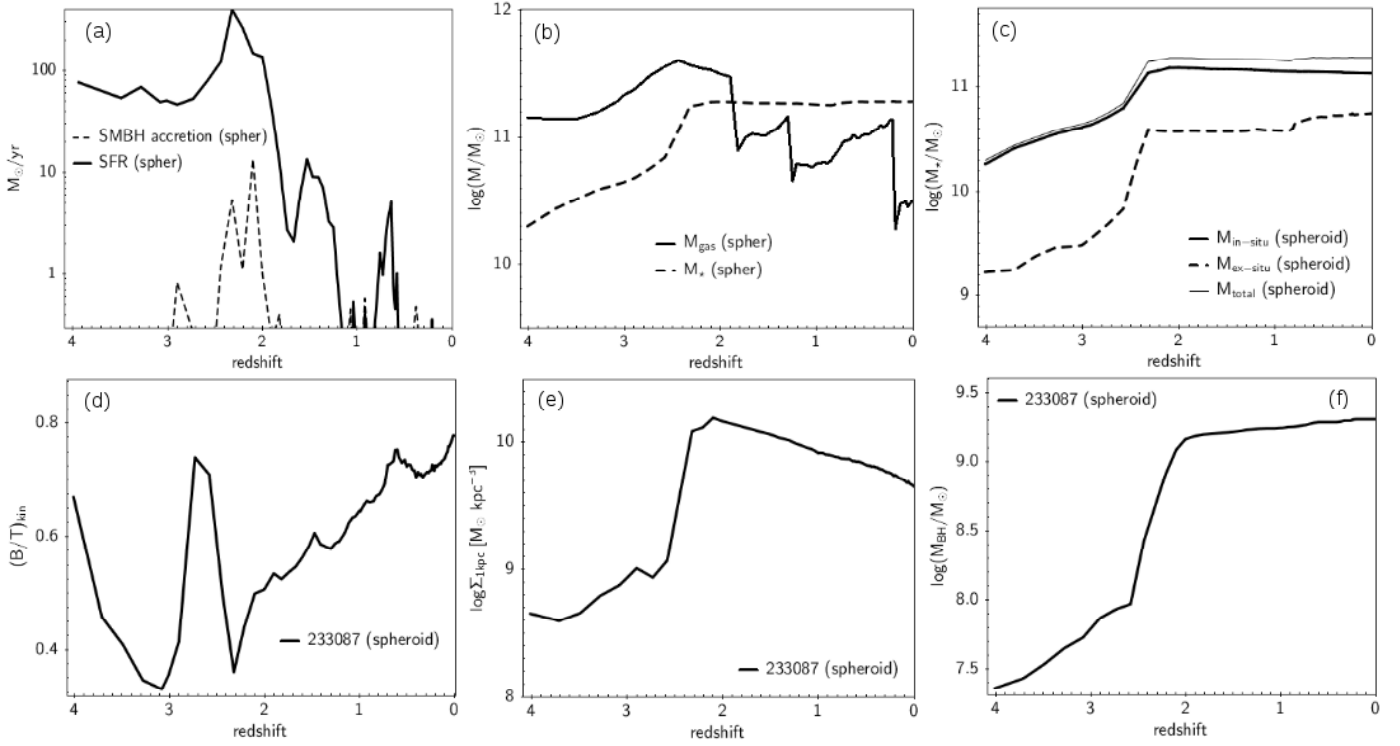 (a)
M⊙/yr
100
10
1
SMBH accretion (spher)
SFR (spher)
4 3 2 1 0
redshift
(b)
log(M/M⊙)
12
11
10
M_gas (spher)
M_* (spher)
4 3 2 1 0
redshift
(c)
log(M_*/M⊙)
11
10
9
M_in−situ (spheroid)
M_ex−situ (spheroid)
M_total (spheroid)
4 3 2 1 0
redshift
(d)
(B/T)_kin
0.8
0.6
0.4
233087 (spheroid)
4 3 2 1 0
redshift
(e)
logΣ_1kpc [M⊙ kpc⁻³]
10
9
8
233087 (spheroid)
4 3 2 1 0
redshift
(f)
log(M_BH/M⊙)
9.5
9.0
8.5
8.0
7.5
233087 (spheroid)
4 3 2 1 0
redshift